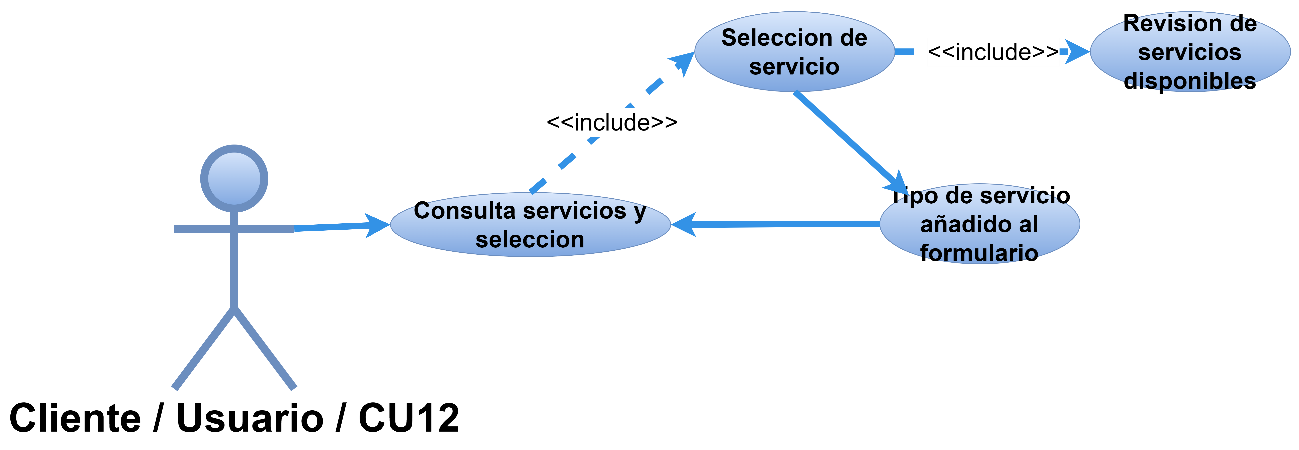 Seleccion de
servicio
<<include>>
Revision de
servicios
disponibles
<<include>>
Consulta servicios y
seleccion
Tipo de servicio
añadido al
formulario
Cliente / Usuario / CU12